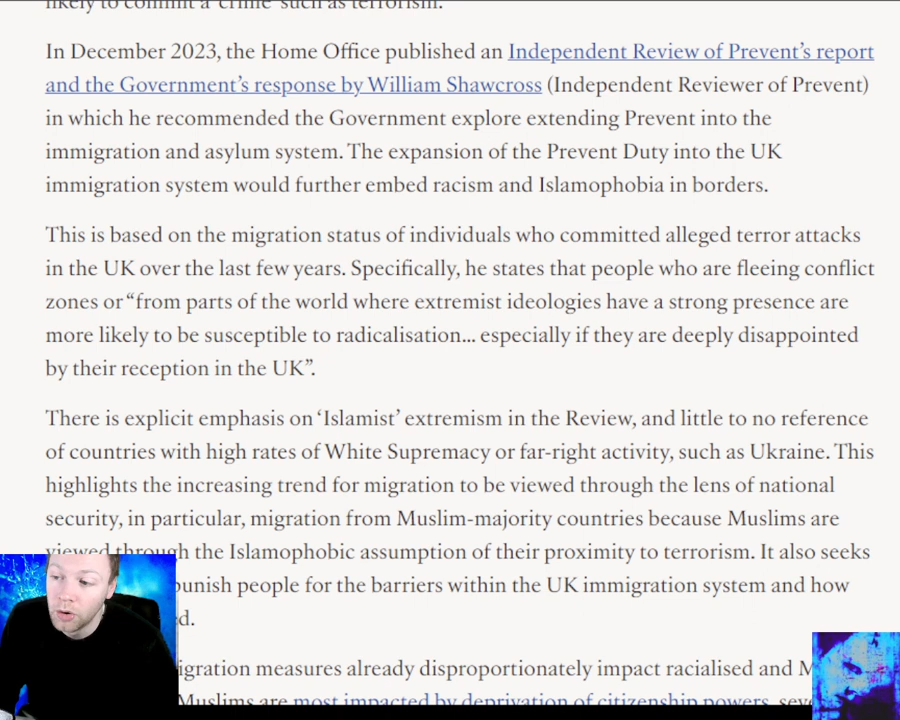 likely to commit a 'crime' such as terrorism.
In December 2023, the Home Office published an Independent Review of Prevent's report
and the Government's response by William Shawcross (Independent Reviewer of Prevent)
in which he recommended the Government explore extending Prevent into the
immigration and asylum system. The expansion of the Prevent Duty into the UK
immigration system would further embed racism and Islamophobia in borders.
This is based on the migration status of individuals who committed alleged terror attacks
in the UK over the last few years. Specifically, he states that people who are fleeing conflict
zones or “from parts of the world where extremist ideologies have a strong presence are
more likely to be susceptible to radicalisation... especially if they are deeply disappointed
by their reception in the UK”.
There is explicit emphasis on ‘Islamist’ extremism in the Review, and little to no reference
of countries with high rates of White Supremacy or far-right activity, such as Ukraine. This
highlights the increasing trend for migration to be viewed through the lens of national
security, in particular, migration from Muslim-majority countries because Muslims are
viewed through the Islamophobic assumption of their proximity to terrorism. It also seeks
punish people for the barriers within the UK immigration system and how
igration measures already disproportionately impact racialised and M
Muslims are most impacted by deprivation of citizenship powers,